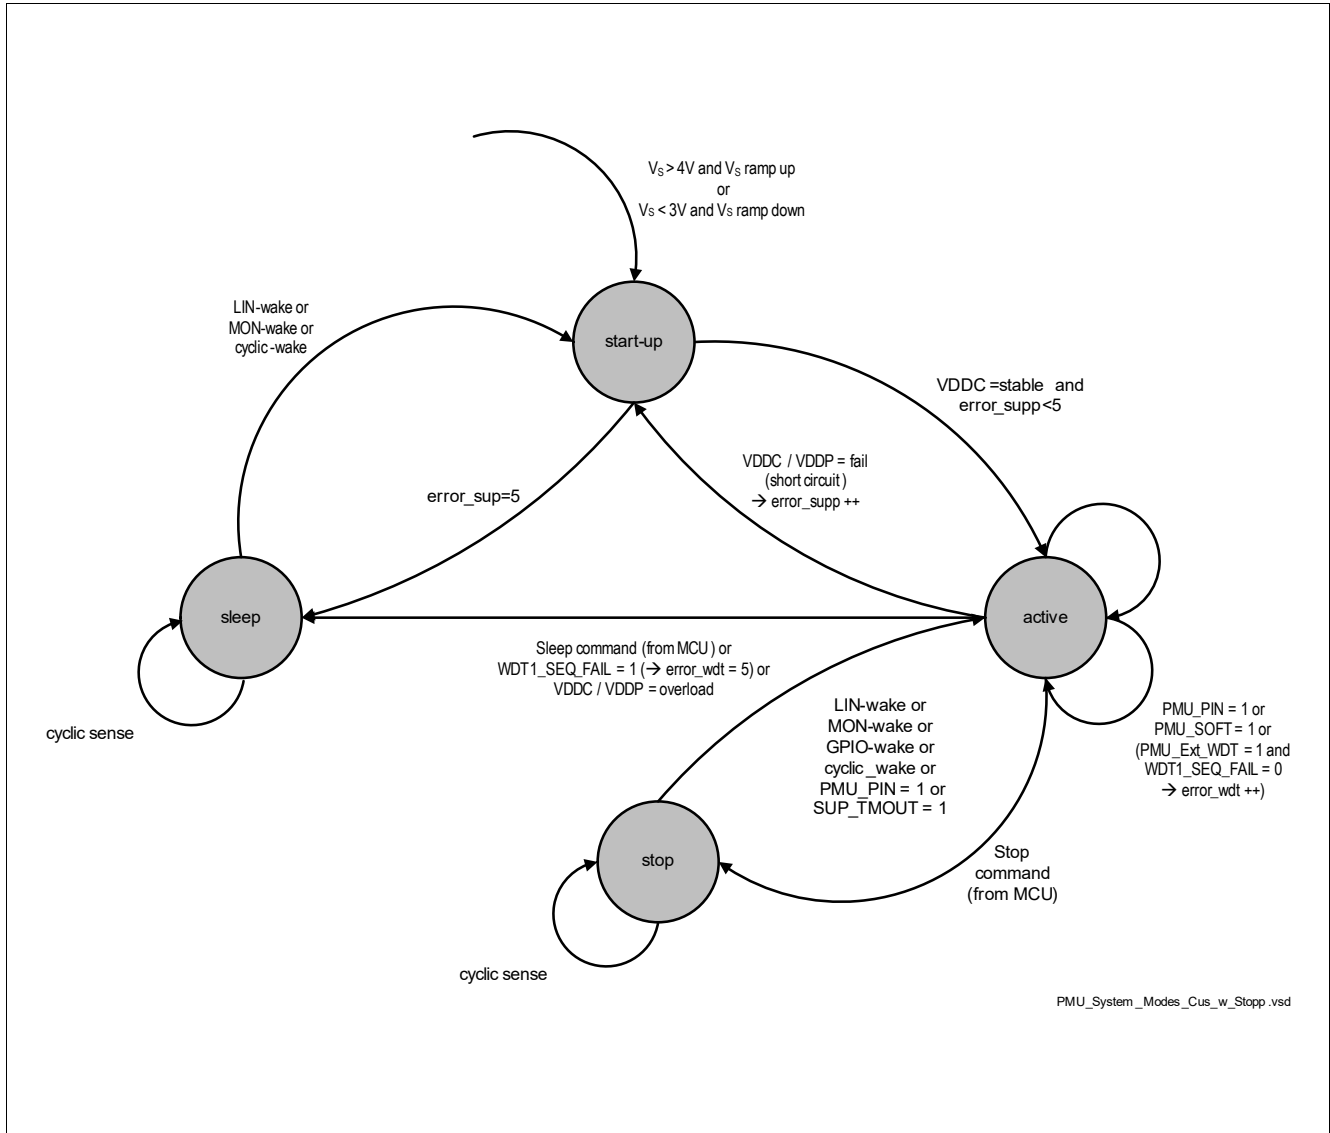 Vs > 4V and Vs ramp up
or
Vs < 3V and Vs ramp down
LIN-wake or
MON-wake or
cyclic-wake
start-up
VDDC =stable and
error_supp<5
VDDC / VDDP = fail
(short circuit)
→ error_supp ++
error_sup=5
sleep
active
Sleep command (from MCU) or
WDT1_SEQ_FAIL = 1 (→ error_wdt = 5) or
VDDC / VDDP = overload
cyclic sense
LIN-wake or
MON-wake or
GPIO-wake or
cyclic_wake or
PMU_PIN = 1 or
SUP_TMOUT = 1
PMU_PIN = 1 or
PMU_SOFT = 1 or
(PMU_Ext_WDT = 1 and
WDT1_SEQ_FAIL = 0
→ error_wdt ++)
stop
Stop
command
(from MCU)
cyclic sense
PMU_System_Modes_Cus_w_Stopp.vsd